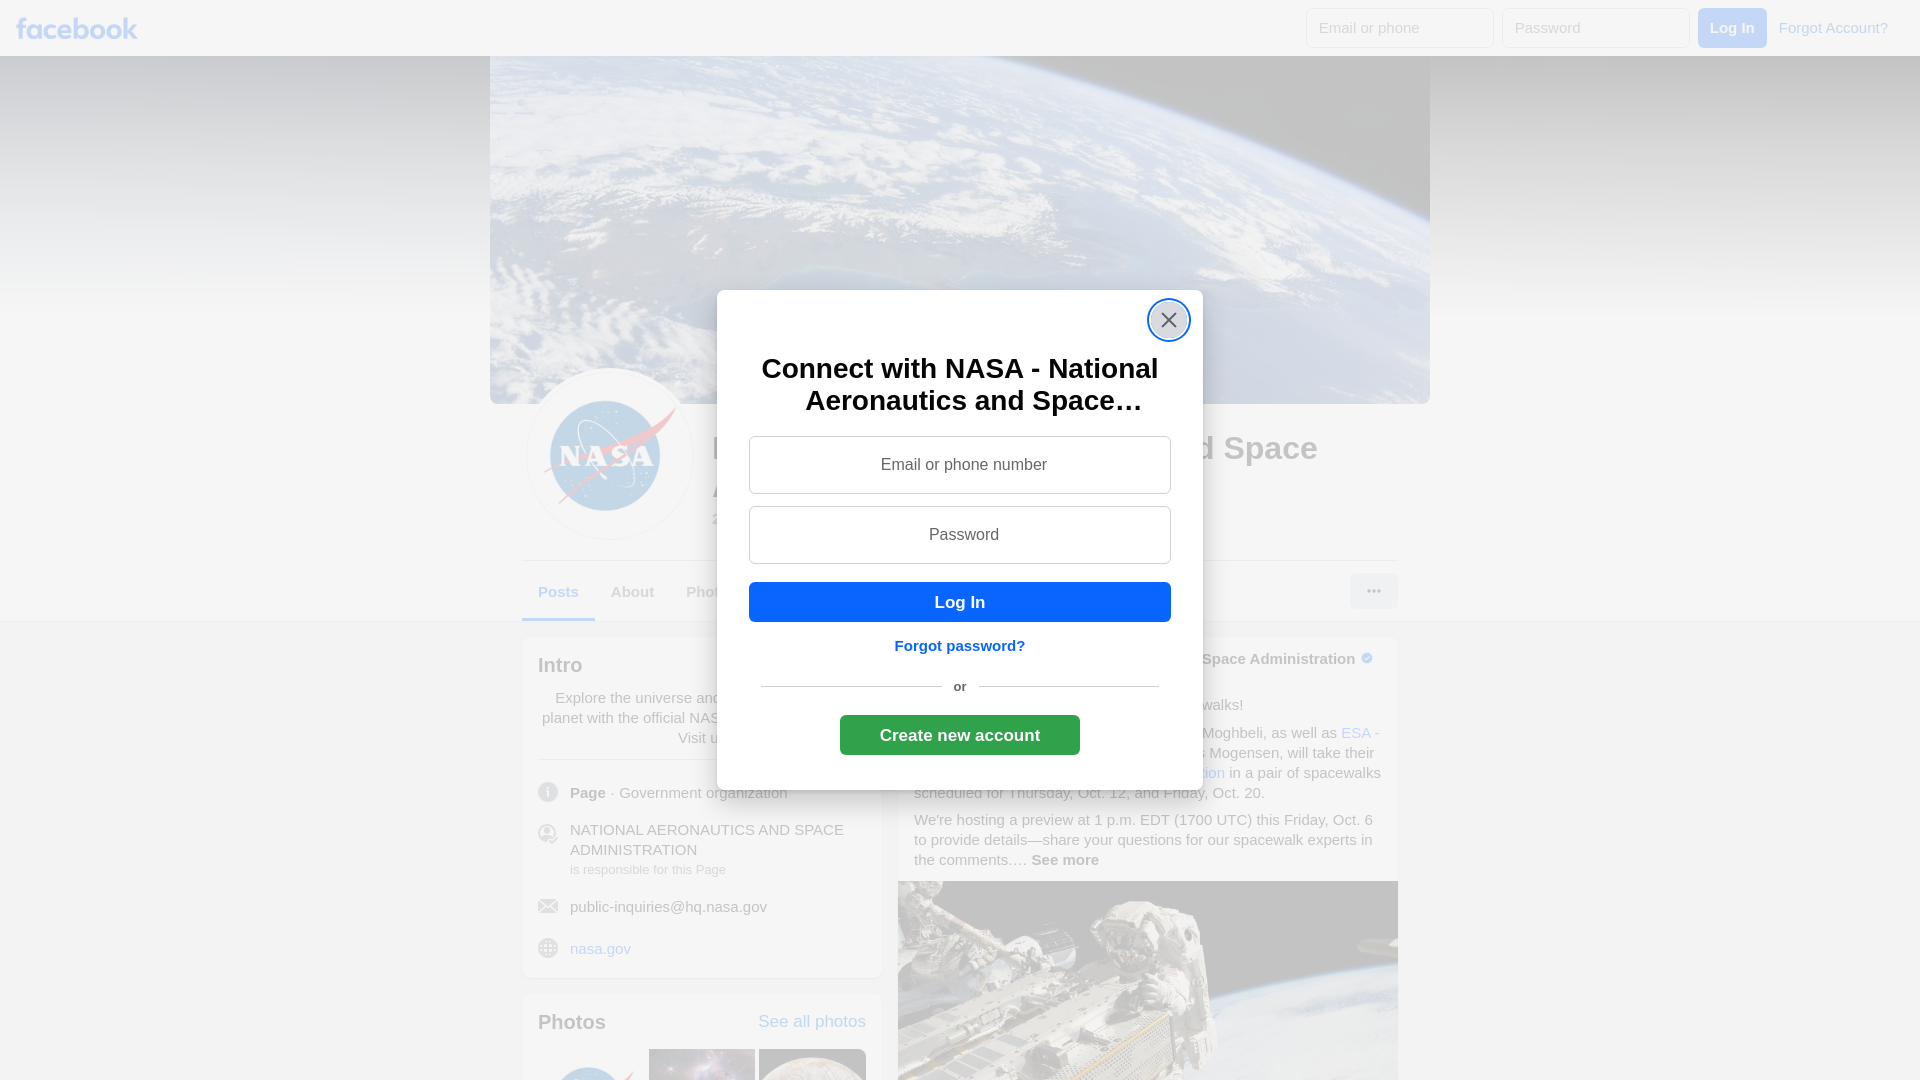 facebook
Email or phone
Password
Log In
Forgot Account?
Connect with NASA - National
Aeronautics and Space…
Email or phone number
Password
Log In
Forgot password?
or
Create new account
NASA
d Space
Posts
About
Phot
Intro
Explore the universe and
planet with the official NAS
Visit u
Page · Government organization
NATIONAL AERONAUTICS AND SPACE
ADMINISTRATION
is responsible for this Page
public-inquiries@hq.nasa.gov
nasa.gov
Photos
See all photos
Space Administration
walks!
Moghbeli, as well as ESA -
Mogensen, will take their
ion in a pair of spacewalks
scheduled for Thursday, Oct. 12, and Friday, Oct. 20.
We're hosting a preview at 1 p.m. EDT (1700 UTC) this Friday, Oct. 6
to provide details—share your questions for our spacewalk experts in
the comments.… See more